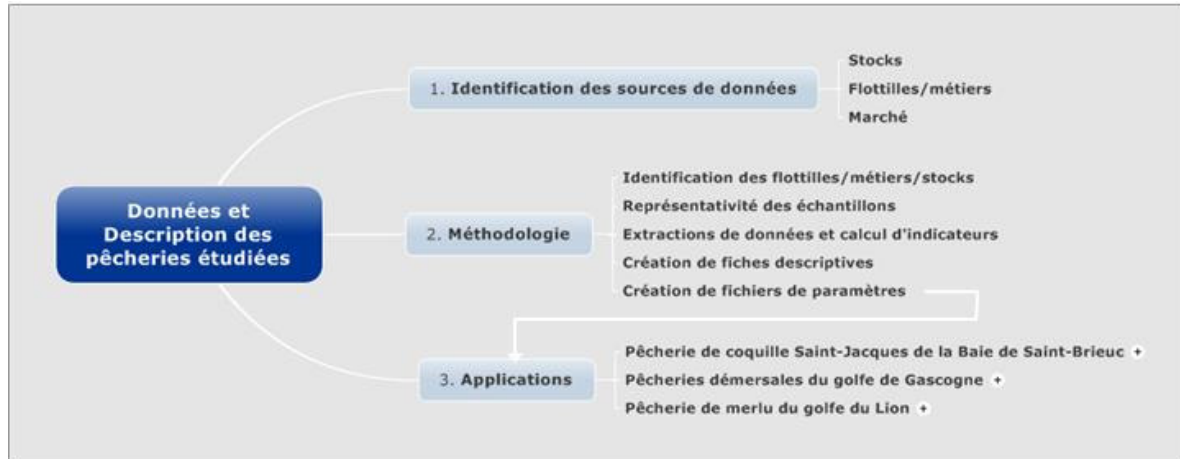 Données et
Description des
pêcheries étudiées
1. Identification des sources de données
Stocks
Flottilles/métiers
Marché
2. Méthodologie
Identification des flottilles/métiers/stocks
Représentativité des échantillons
Extractions de données et calcul d'indicateurs
Création de fiches descriptives
Création de fichiers de paramètres
3. Applications
Pêcherie de coquille Saint-Jacques de la Baie de Saint-Brieuc +
Pêcheries démersales du golfe de Gascogne +
Pêcherie de merlu du golfe du Lion +